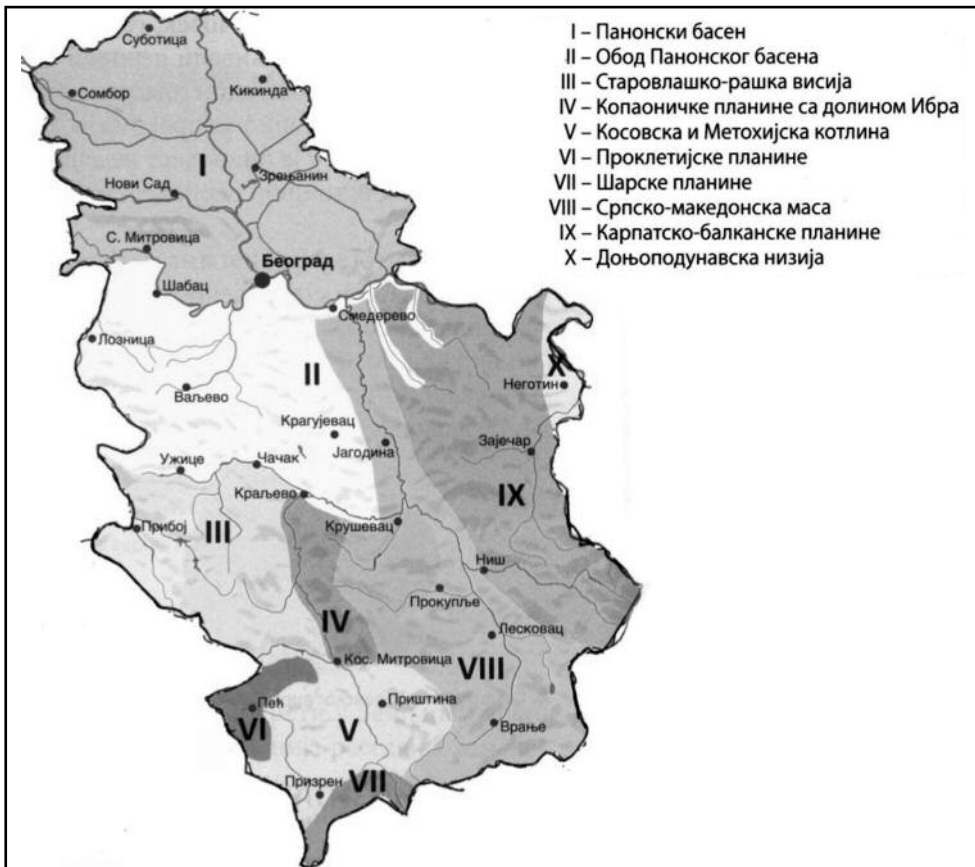 I – Панонски басен
II – Обод Панонског басена
III – Старовлашко-рашка висија
IV – Копаоничке планине са долином Ибра
V – Косовска и Метохијска котлина
VI – Проклетијске планине
VII – Шарске планине
VIII – Српско-македонска маса
IX – Карпатско-балканске планине
X – Доњоподунавска низија
Суботица
Сомбор
Кикинда
I
Зрењанин
Нови Сад
С. Митровица
Београд
Шабац
Смедерево
Лозница
X
II
Неготин
Ваљево
Крагујевац
Зајечар
Јагодина
Ужице
Чачак
Краљево
IX
III
Прибој
Крушевац
Ниш
Прокупље
IV
Лесковац
Кос. Митровица
VIII
Пећ
Приштина
VI
V
Врање
Призрен
VII